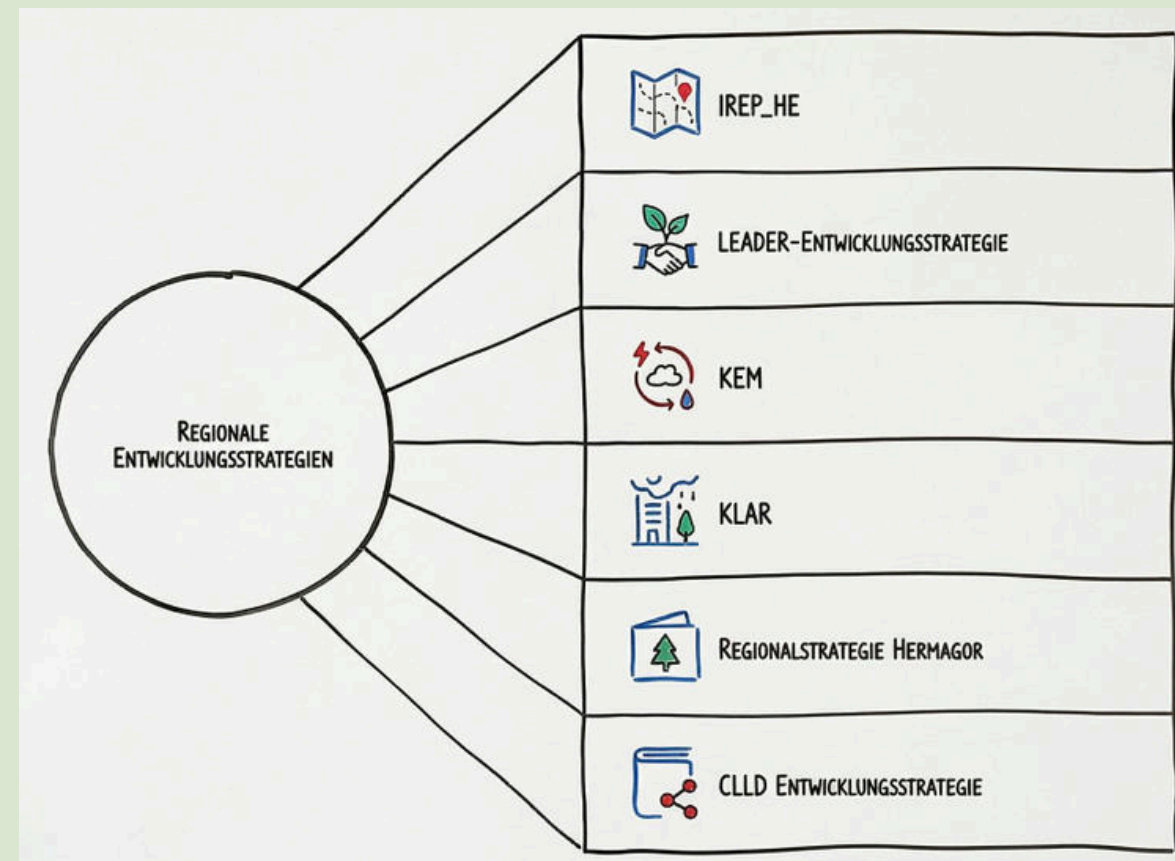 Regionale
Entwicklungsstrategien
IREP_HE
LEADER-Entwicklungsstrategie
KEM
KLAR
Regionalstrategie Hermagor
CLLD Entwicklungsstrategie